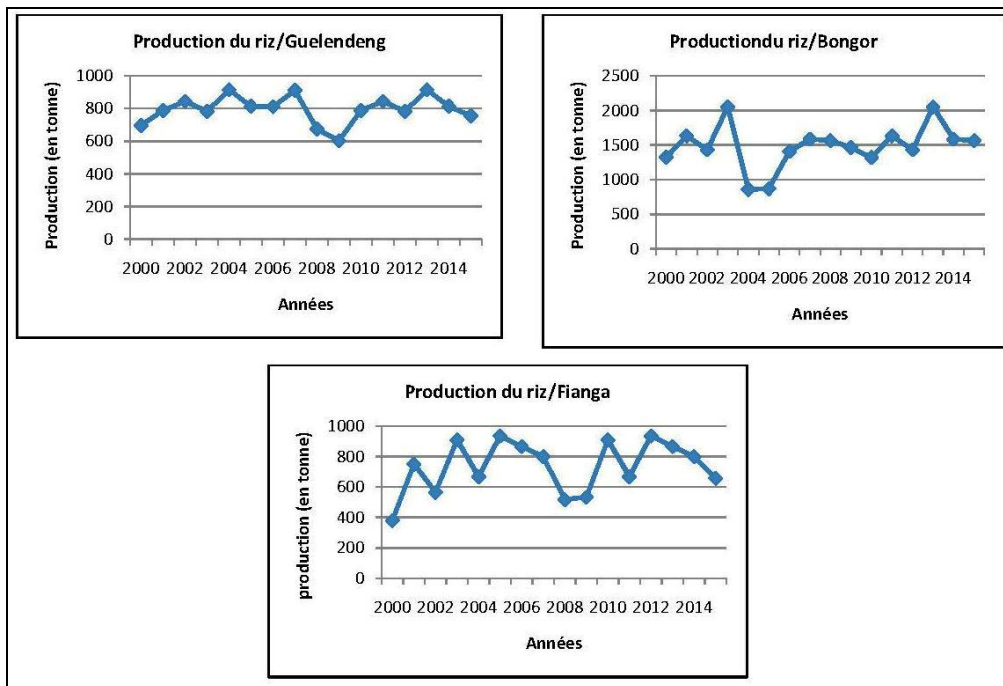 Production du riz/Guelendeng
Production (en tonne)
1000
800
600
400
200
0
2000 2002 2004 2006 2008 2010 2012 2014
Années
Productiondu riz/Bongor
Production (en tonne)
2500
2000
1500
1000
500
0
2000 2002 2004 2006 2008 2010 2012 2014
Années
Production du riz/Fianga
production (en tonne)
1000
800
600
400
200
0
2000 2002 2004 2006 2008 2010 2012 2014
Années